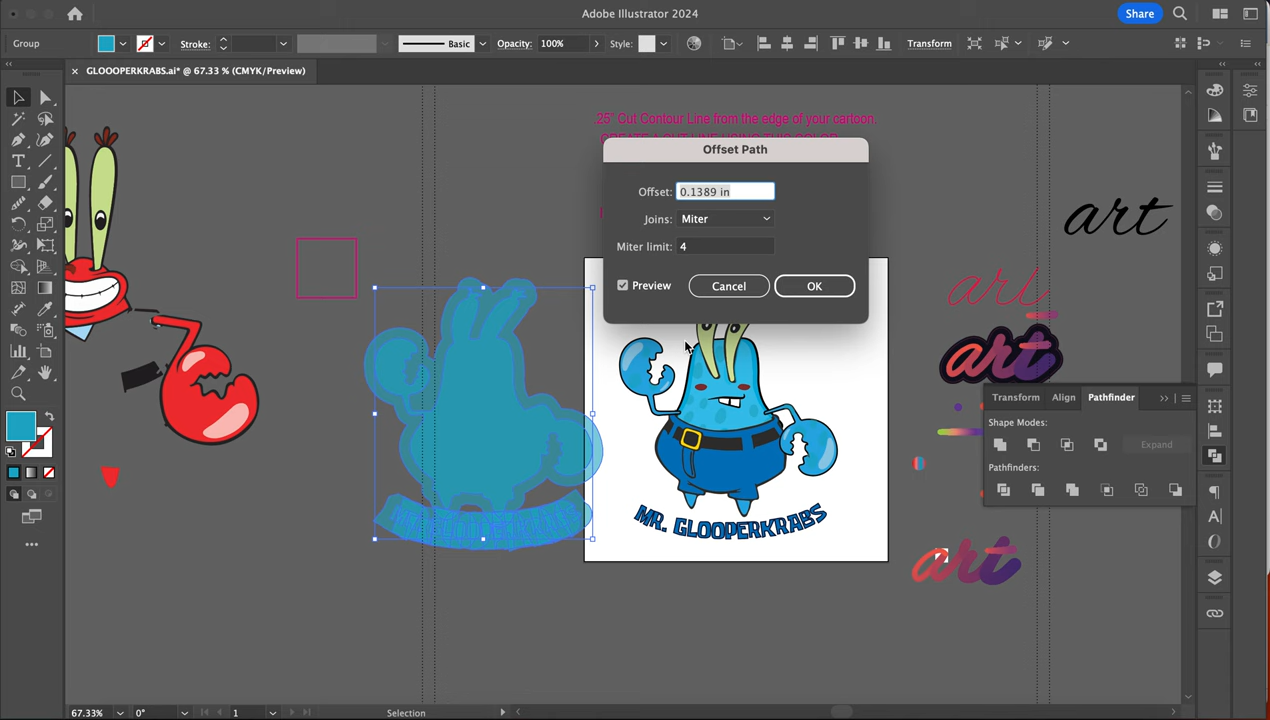 Adobe Illustrator 2024
Share
Group
Stroke:
Basic
Opacity:
100%
Style:
Transform
GLOOOPERKRABS.ai* @ 67.33 % (CMYK/Preview)
25" Cut Contour Line from the edge of your cartoon.
CREATE A CUT LINE USING THIS COLOR
Offset Path
Offset:
0.1389 in
Joins:
Miter
Miter limit:
4
Preview
Cancel
OK
art
art
art
Transform
Align
Pathfinder
Shape Modes:
Expand
Pathfinders:
MR. GLOOPERKRABS
art
67.33%
0°
1
Selection